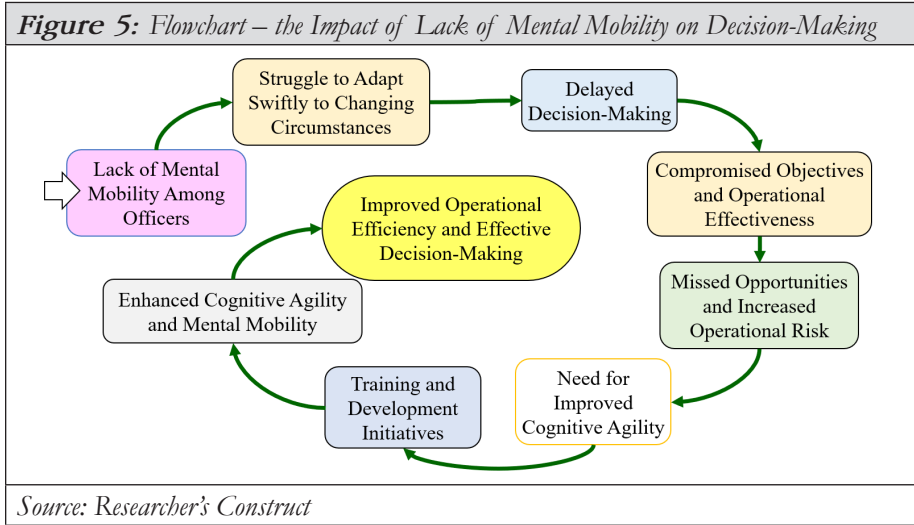 Figure 5: Flowchart – the Impact of Lack of Mental Mobility on Decision-Making
Struggle to Adapt
Swiftly to Changing
Circumstances
Delayed
Decision-Making
Lack of Mental
Mobility Among
Officers
Compromised Objectives
and Operational
Effectiveness
Improved Operational
Efficiency and Effective
Decision-Making
Missed Opportunities
and Increased
Operational Risk
Enhanced Cognitive Agility
and Mental Mobility
Need for
Improved
Cognitive Agility
Training and
Development
Initiatives
Source: Researcher's Construct